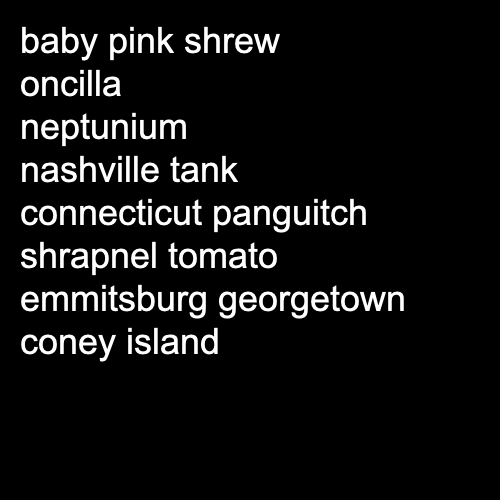 baby pink shrew
oncilla
neptunium
nashville tank
connecticut panguitch
shrapnel tomato
emmitsburg georgetown
coney island